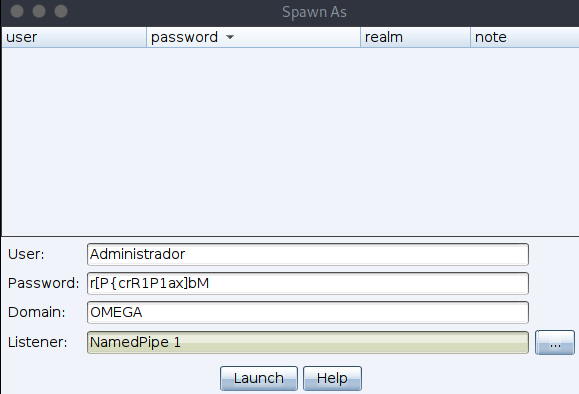 Spawn As
user password realm note
User: Administrador
Password: r[P{crR1P1ax]bM
Domain: OMEGA
Listener: NamedPipe 1 ...
Launch Help